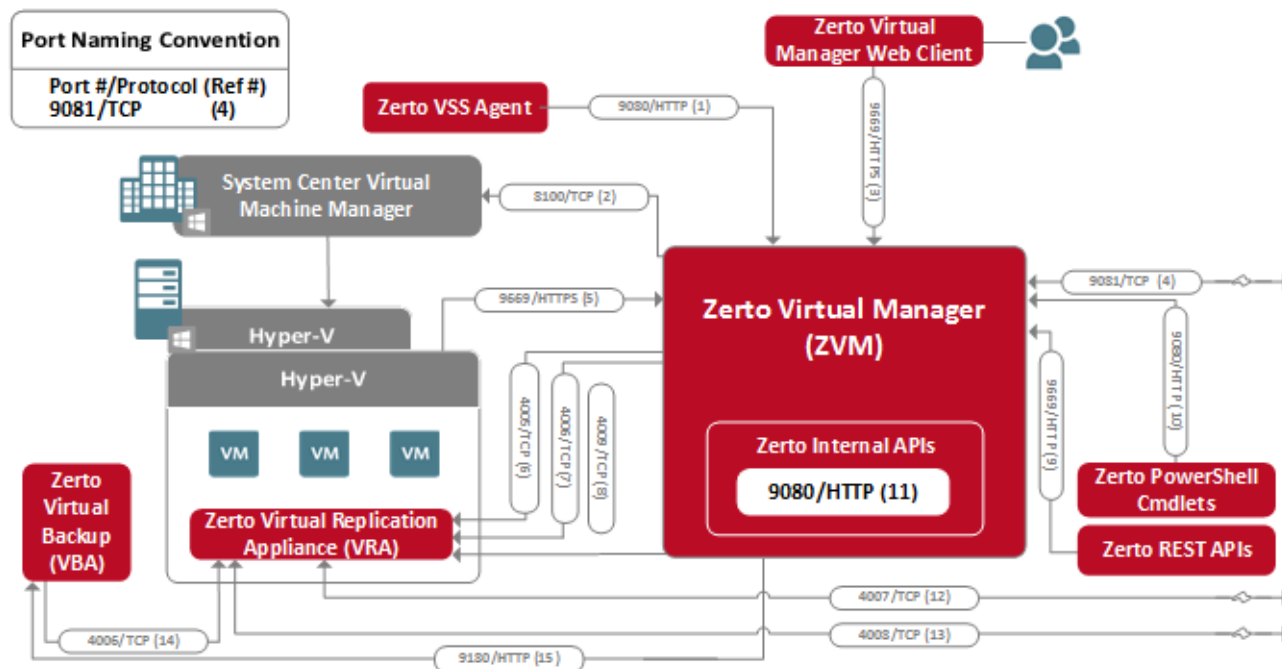 Port Naming Convention
Port #/Protocol (Ref #)
9081/TCP (4)
Zerto Virtual
Manager Web Client
Zerto VSS Agent
9080/HTTP (1)
9669/HTTPS (3)
System Center Virtual
Machine Manager
8100/TCP (2)
9669/HTTPS (5)
9081/TCP (4)
Hyper-V
Hyper-V
Zerto Virtual Manager
(ZVM)
4005/TCP (6)
4006/TCP (7)
4009/TCP (8)
9080/HTTP (10)
9669/HTTP (9)
VM
VM
VM
Zerto Internal APIs
9080/HTTP (11)
Zerto
Virtual
Backup
(VBA)
Zerto Virtual Replication
Appliance (VRA)
Zerto PowerShell
Cmdlets
Zerto REST APIs
4007/TCP (12)
4008/TCP (13)
4006/TCP (14)
9180/HTTP (15)